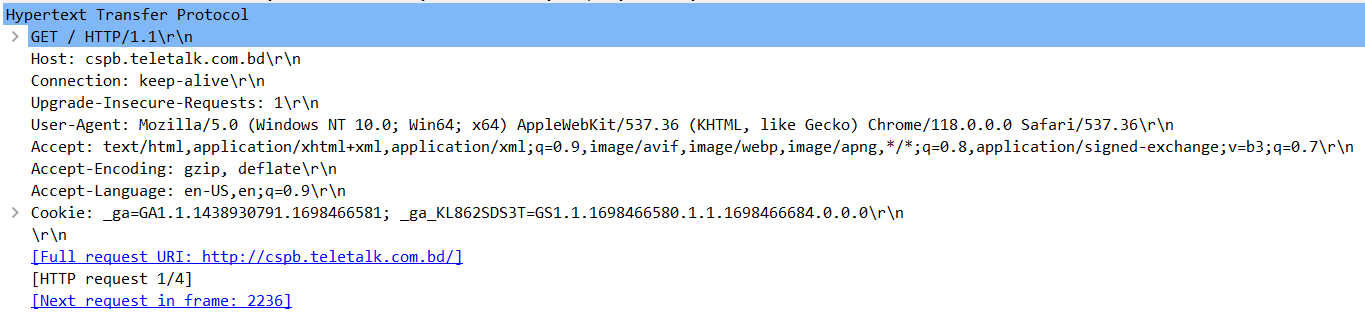 Hypertext Transfer Protocol
GET / HTTP/1.1\r\n
Host: cspb.teletalk.com.bd\r\n
Connection: keep-alive\r\n
Upgrade-Insecure-Requests: 1\r\n
User-Agent: Mozilla/5.0 (Windows NT 10.0; Win64; x64) AppleWebKit/537.36 (KHTML, like Gecko) Chrome/118.0.0.0 Safari/537.36\r\n
Accept: text/html,application/xhtml+xml,application/xml;q=0.9,image/avif,image/webp,image/apng,*/*;q=0.8,application/signed-exchange;v=b3;q=0.7\r\n
Accept-Encoding: gzip, deflate\r\n
Accept-Language: en-US,en;q=0.9\r\n
Cookie: _ga=GA1.1.1438930791.1698466581; _ga_KL862SDS3T=GS1.1.1698466580.1.1.1698466684.0.0.0\r\n
\r\n
[Full request URI: http://cspb.teletalk.com.bd/]
[HTTP request 1/4]
[Next request in frame: 2236]